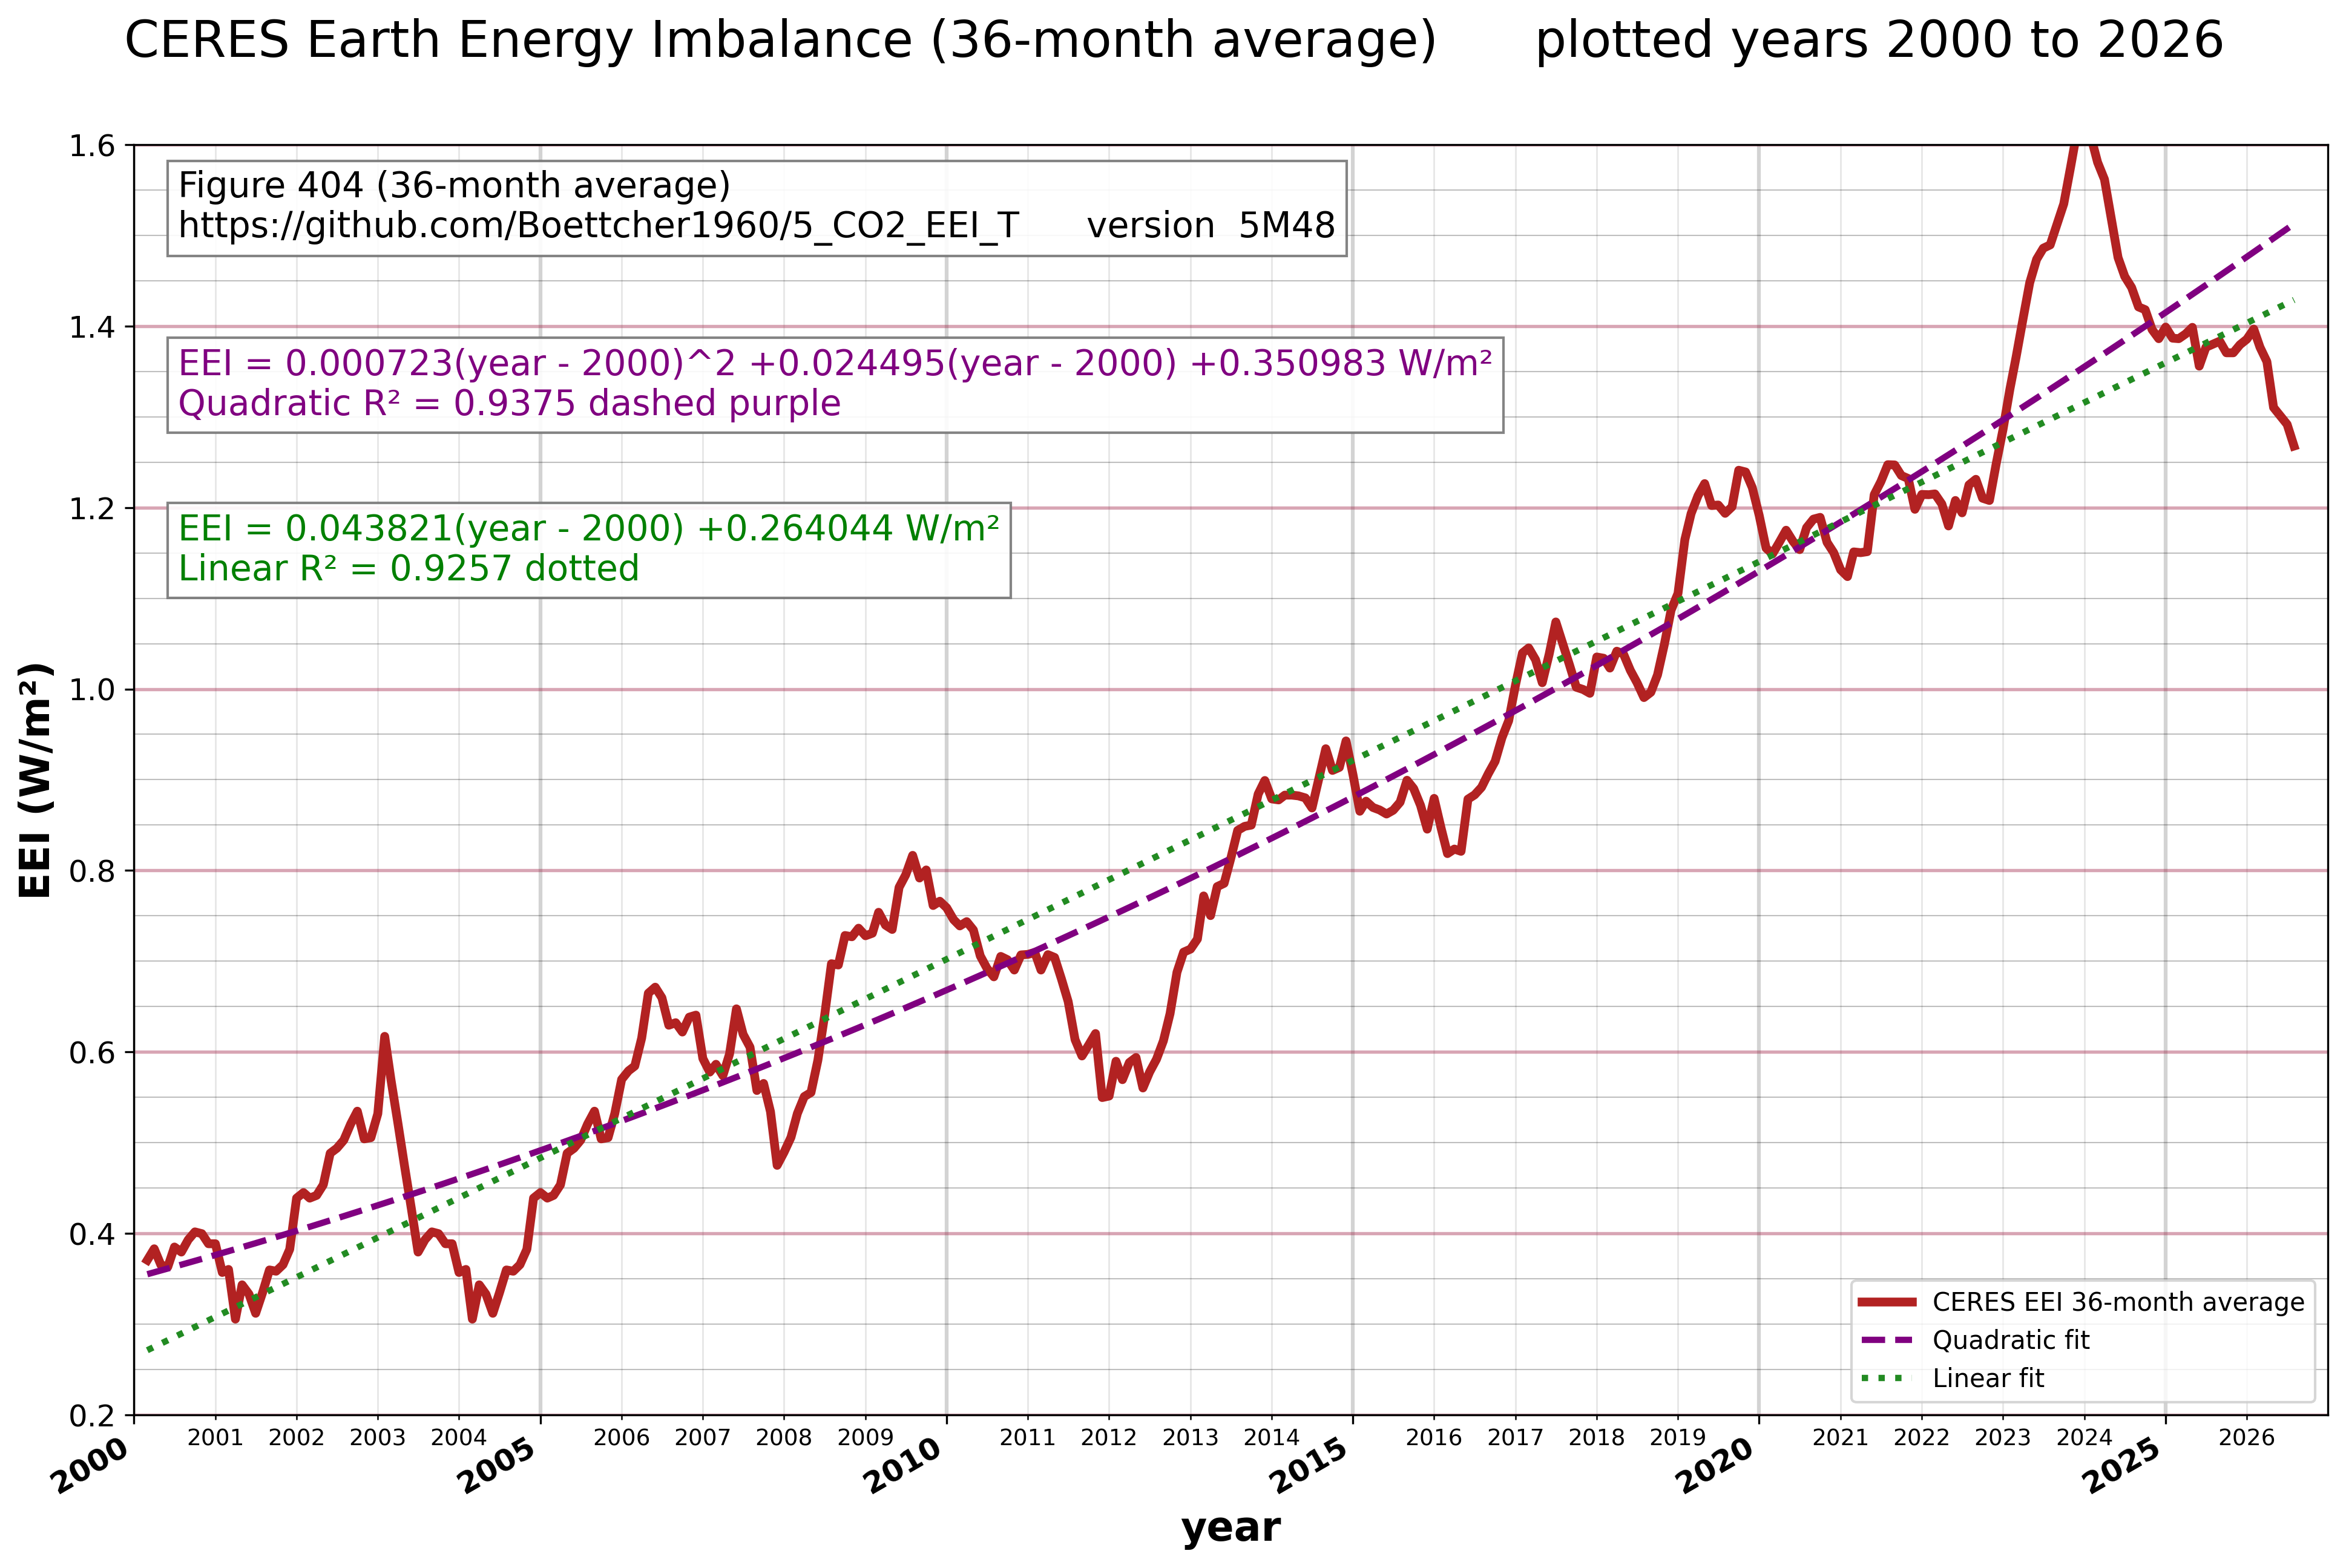 CERES Earth Energy Imbalance (36-month average)      plotted years 2000 to 2026
1.6
Figure 404 (36-month average)
https://github.com/Boettcher1960/5_CO2_EEI_T      version  5M48
1.4
EEI = 0.000723(year - 2000)^2 +0.024495(year - 2000) +0.350983 W/m²
Quadratic R² = 0.9375 dashed purple
1.2
EEI = 0.043821(year - 2000) +0.264044 W/m²
Linear R² = 0.9257 dotted
1.0
EEI (W/m²)
0.8
0.6
0.4
CERES EEI 36-month average
Quadratic fit
Linear fit
0.2
2000 2001 2002 2003 2004 2005 2006 2007 2008 2009 2010 2011 2012 2013 2014 2015 2016 2017 2018 2019 2020 2021 2022 2023 2024 2025 2026
year